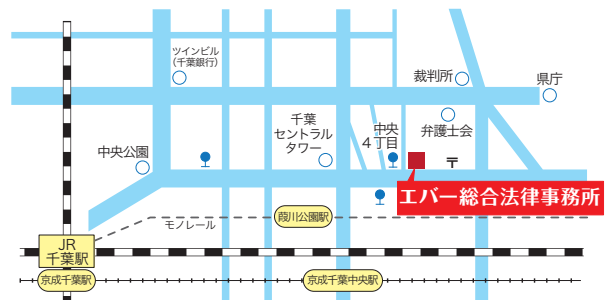 ツインビル
（千葉銀行）
裁判所
県庁
千葉
セントラル
タワー
中央
４丁目
弁護士会
中央公園
〒
エバー総合法律事務所
葭川公園駅
モノレール
JR
千葉駅
京成千葉駅
京成千葉中央駅